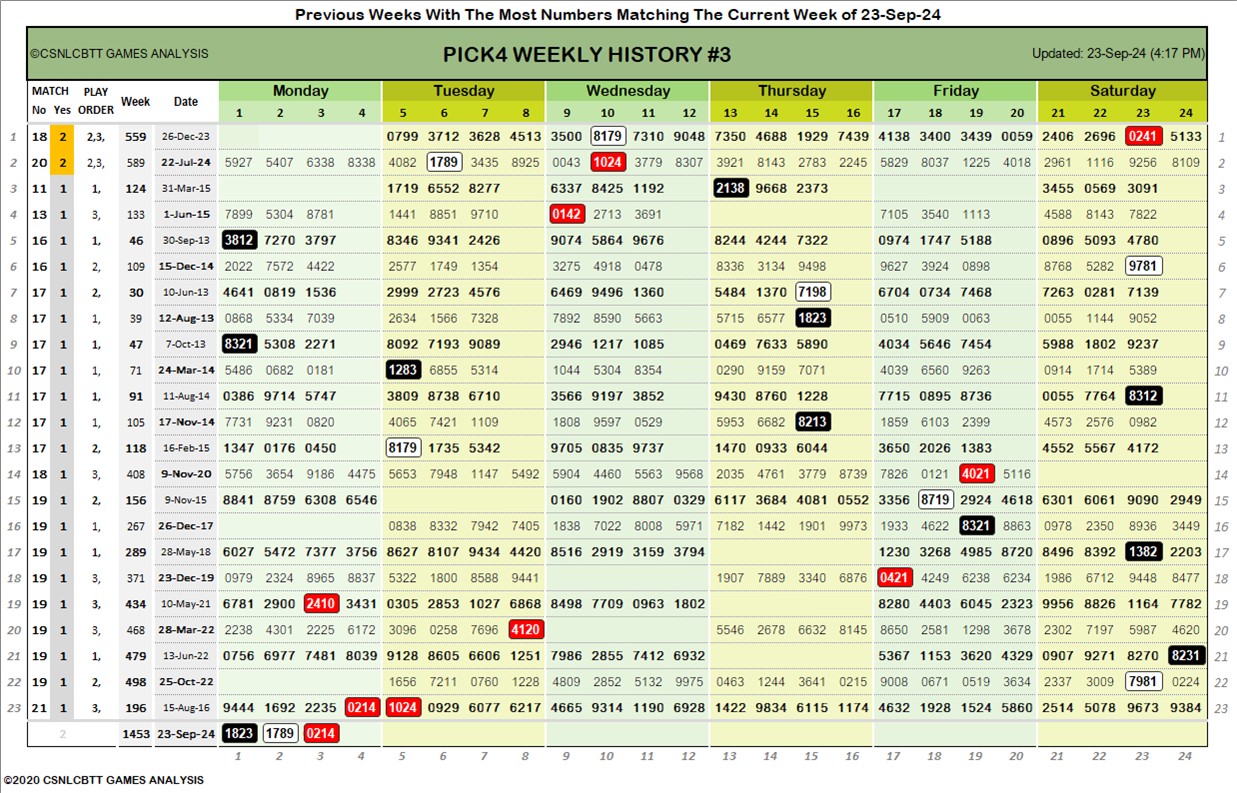 Previous Weeks With The Most Numbers Matching The Current Week of 23-Sep-24
©CSNLCBTT GAMES ANALYSIS PICK4 WEEKLY HISTORY #3 Updated: 23-Sep-24 (4:17 PM)
MATCH PLAY Week Date Monday Tuesday Wednesday Thursday Friday Saturday
No Yes ORDER 1 2 3 4 5 6 7 8 9 10 11 12 13 14 15 16 17 18 19 20 21 22 23 24
1 18 2 2,3, 559 26-Dec-23 0799 3712 3628 4513 3500 8179 7310 9048 7350 4688 1929 7439 4138 3400 3439 0059 2406 2696 0241 5133 1
2 20 2 2,3, 589 22-Jul-24 5927 5407 6338 8338 4082 1789 3435 8925 0043 1024 3779 8307 3921 8143 2783 2245 5829 8037 1225 4018 2961 1116 9256 8109 2
3 11 1 1, 124 31-Mar-15 1719 6552 8277 6337 8425 1192 2138 9668 2373 3455 0569 3091 3
4 13 1 3, 133 1-Jun-15 7899 5304 8781 1441 8851 9710 0142 2713 3691 7105 3540 1113 4588 8143 7822 4
5 16 1 1, 46 30-Sep-13 3812 7270 3797 8346 9341 2426 9074 5864 9676 8244 4244 7322 0974 1747 5188 0896 5093 4780 5
6 16 1 2, 109 15-Dec-14 2022 7572 4422 2577 1749 1354 3275 4918 0478 8336 3134 9498 9627 3924 0898 8768 5282 9781 6
7 17 1 2, 30 10-Jun-13 4641 0819 1536 2999 2723 4576 6469 9496 1360 5484 1370 7198 6704 0734 7468 7263 0281 7139 7
8 17 1 1, 39 12-Aug-13 0868 5334 7039 2634 1566 7328 7892 8590 5663 5715 6577 1823 0510 5909 0063 0055 1144 9052 8
9 17 1 1, 47 7-Oct-13 8321 5308 2271 8092 7193 9089 2946 1217 1085 0469 7633 5890 4034 5646 7454 5988 1802 9237 9
10 17 1 1, 71 24-Mar-14 5486 0682 0181 1283 6855 5314 1044 5304 8354 0290 9159 7071 4039 6560 9263 0914 1714 5389 10
11 17 1 1, 91 11-Aug-14 0386 9714 5747 3809 8738 6710 3566 9197 3852 9430 8760 1228 7715 0895 8736 0055 7764 8312 11
12 17 1 1, 105 17-Nov-14 7731 9231 0820 4065 7421 1109 1808 9597 0529 5953 6682 8213 1859 6103 2399 4573 2576 0982 12
13 17 1 2, 118 16-Feb-15 1347 0176 0450 8179 1735 5342 9705 0835 9737 1470 0933 6044 3650 2026 1383 4552 5567 4172 13
14 18 1 3, 408 9-Nov-20 5756 3654 9186 4475 5653 7948 1147 5492 5904 4460 5563 9568 2035 4761 3779 8739 7826 0121 4021 5116 14
15 19 1 2, 156 9-Nov-15 8841 8759 6308 6546 0160 1902 8807 0329 6117 3684 4081 0552 3356 8719 2924 4618 6301 6061 9090 2949 15
16 19 1 1, 267 26-Dec-17 0838 8332 7942 7405 1838 7022 8008 5971 7182 1442 1901 9973 1933 4622 8321 8863 0978 2350 8936 3449 16
17 19 1 1, 289 28-May-18 6027 5472 7377 3756 8627 8107 9434 4420 8516 2919 3159 3794 1230 3268 4985 8720 8496 8392 1382 2203 17
18 19 1 3, 371 23-Dec-19 0979 2324 8965 8837 5322 1800 8588 9441 1907 7889 3340 6876 0421 4249 6238 6234 1986 6712 9448 8477 18
19 19 1 3, 434 10-May-21 6781 2900 2410 3431 0305 2853 1027 6868 8498 7709 0963 1802 8280 4403 6045 2323 9956 8826 1164 7782 19
20 19 1 3, 468 28-Mar-22 2238 4301 2225 6172 3096 0258 7696 4120 5546 2678 6632 8145 8650 2581 1298 3678 2302 7197 5987 4620 20
21 19 1 1, 479 13-Jun-22 0756 6977 7481 8039 9128 8605 6606 1251 7986 2855 7412 6932 5367 1153 3620 4329 0907 9271 8270 8231 21
22 19 1 2, 498 25-Oct-22 1656 7211 0760 1228 4809 2852 5132 9975 0463 1244 3641 0215 9008 0671 0519 3634 2337 3009 7981 0224 22
23 21 1 3, 196 15-Aug-16 9444 1692 2235 0214 1024 0929 6077 6217 4665 9314 1190 6928 1422 9834 6115 1174 4632 1928 1524 5860 2514 5078 9673 9384 23
2 1453 23-Sep-24 1823 1789 0214
1 2 3 4 5 6 7 8 9 10 11 12 13 14 15 16 17 18 19 20 21 22 23 24
©2020 CSNLCBTT GAMES ANALYSIS